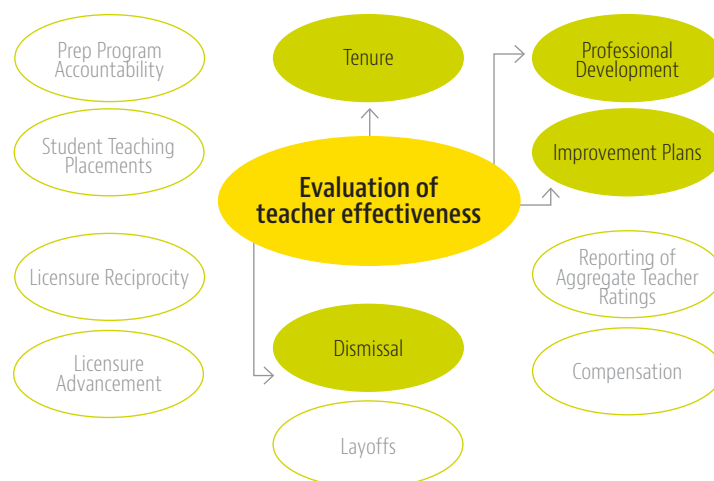 Prep Program
Accountability
Tenure
Professional
Development
Student Teaching
Placements
Improvement Plans
Evaluation of
teacher effectiveness
Licensure Reciprocity
Reporting of
Aggregate Teacher
Ratings
Dismissal
Licensure
Advancement
Compensation
Layoffs